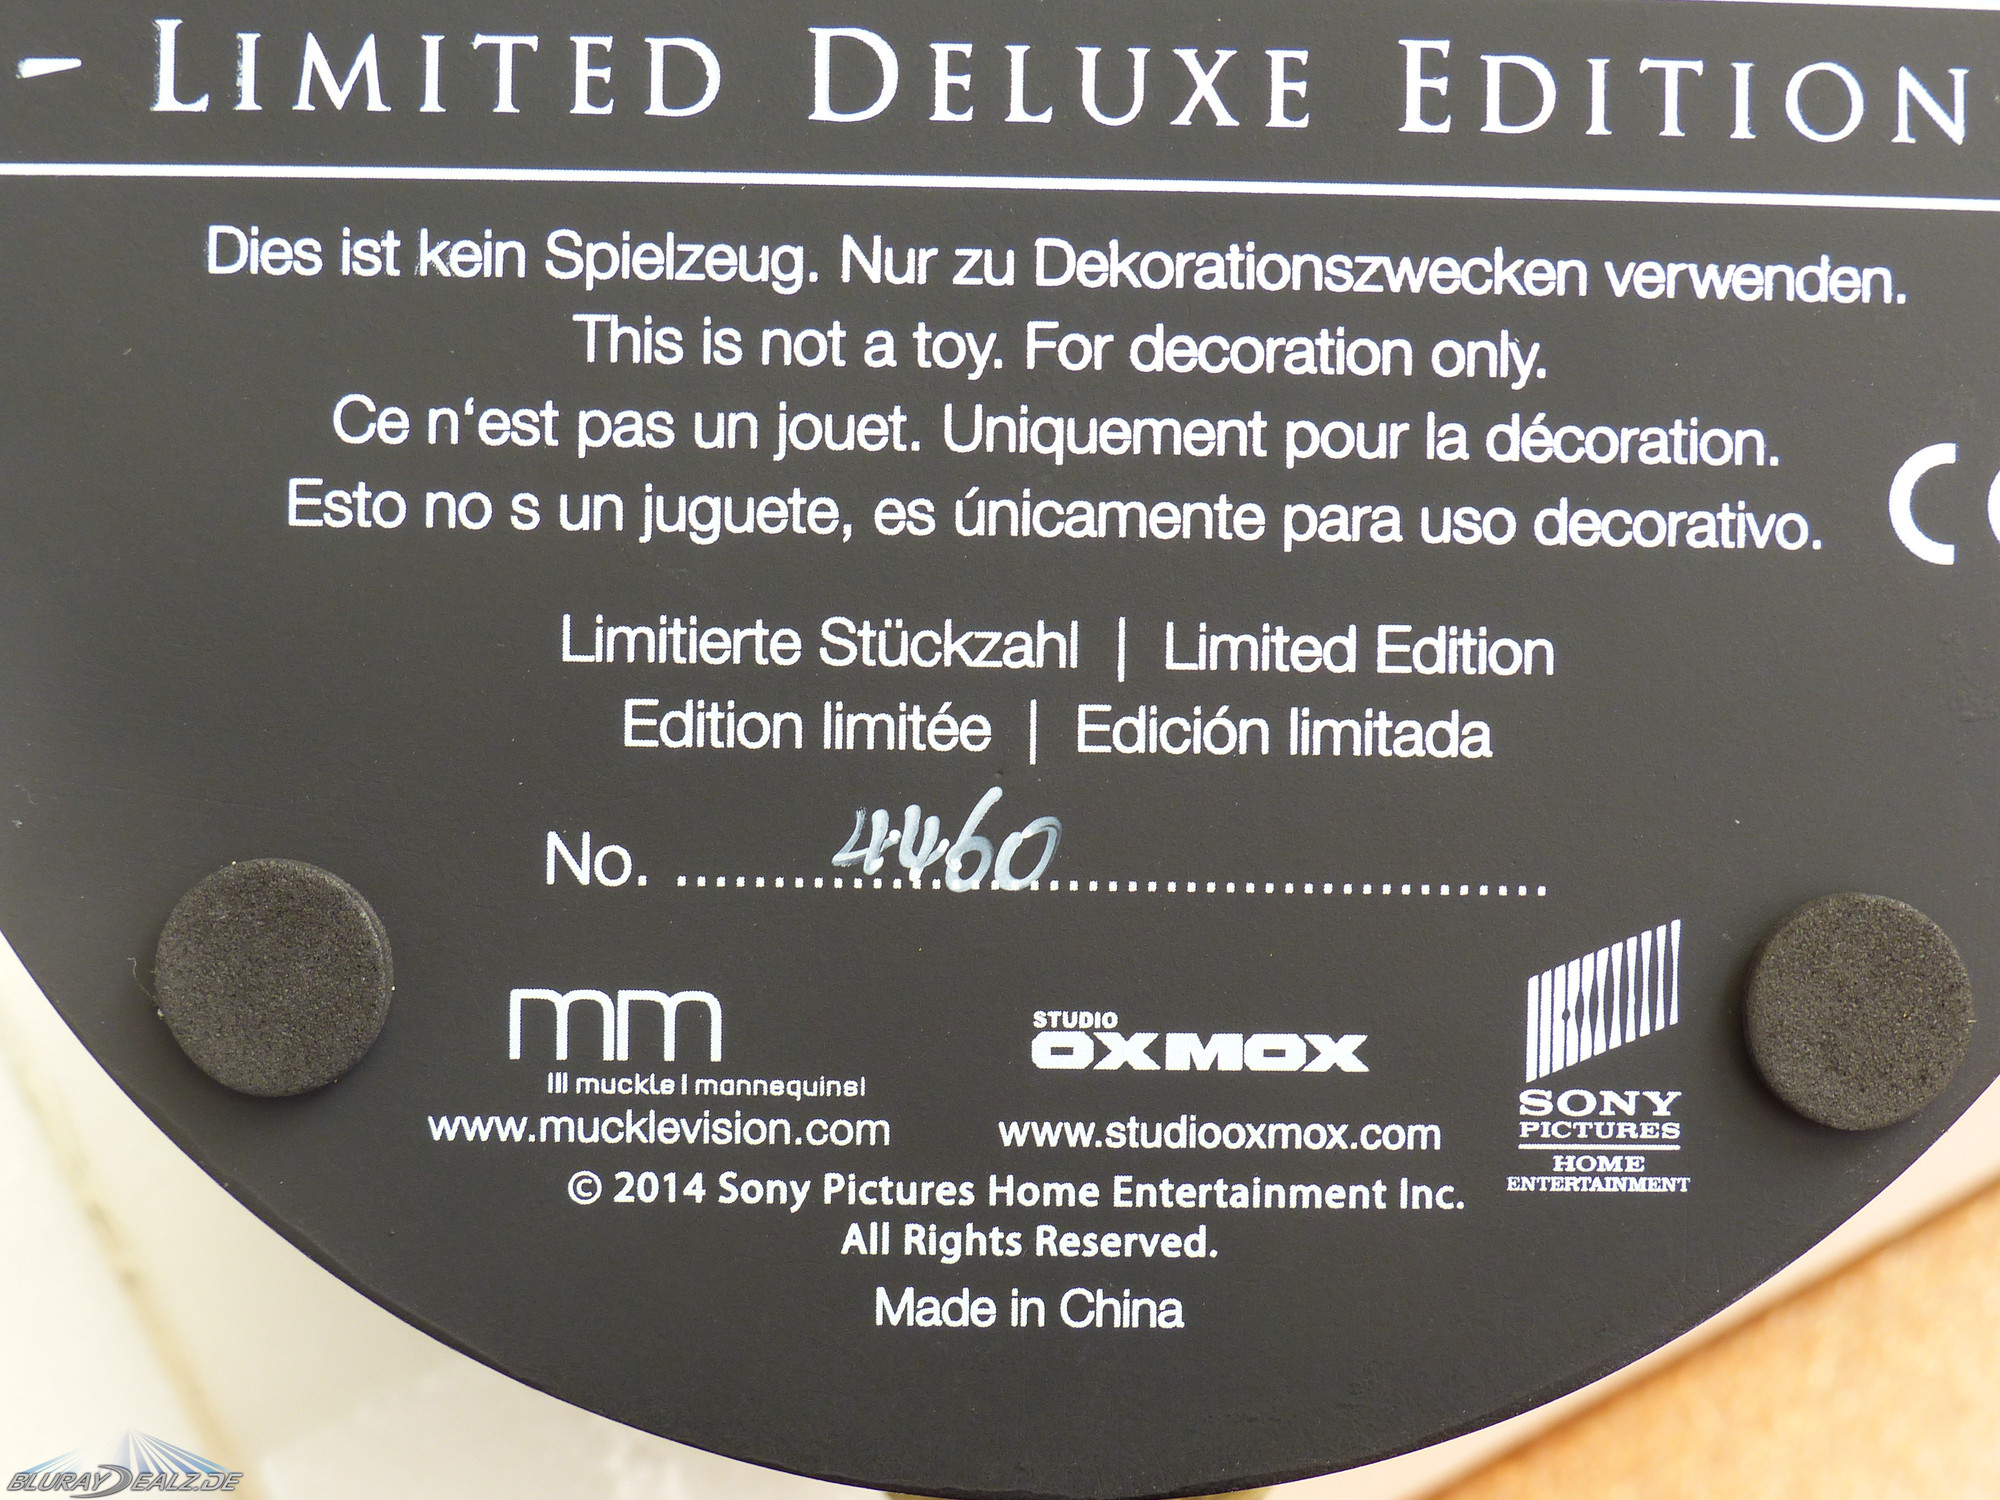 - LIMITED DELUXE EDITION
Dies ist kein Spielzeug. Nur zu Dekorationszwecken verwenden.
This is not a toy. For decoration only.
Ce n‘est pas un jouet. Uniquement pour la décoration.
Esto no s un juguete, es únicamente para uso decorativo.
CE
Limitierte Stückzahl | Limited Edition
Edition limitée | Edición limitada
No. 4460
mm
muckle | mannequins
www.mucklevision.com
STUDIO
OXMOX
www.studiooxmox.com
SONY
PICTURES
HOME
ENTERTAINMENT
© 2014 Sony Pictures Home Entertainment Inc.
All Rights Reserved.
Made in China
BLURAYDEALZ.DE